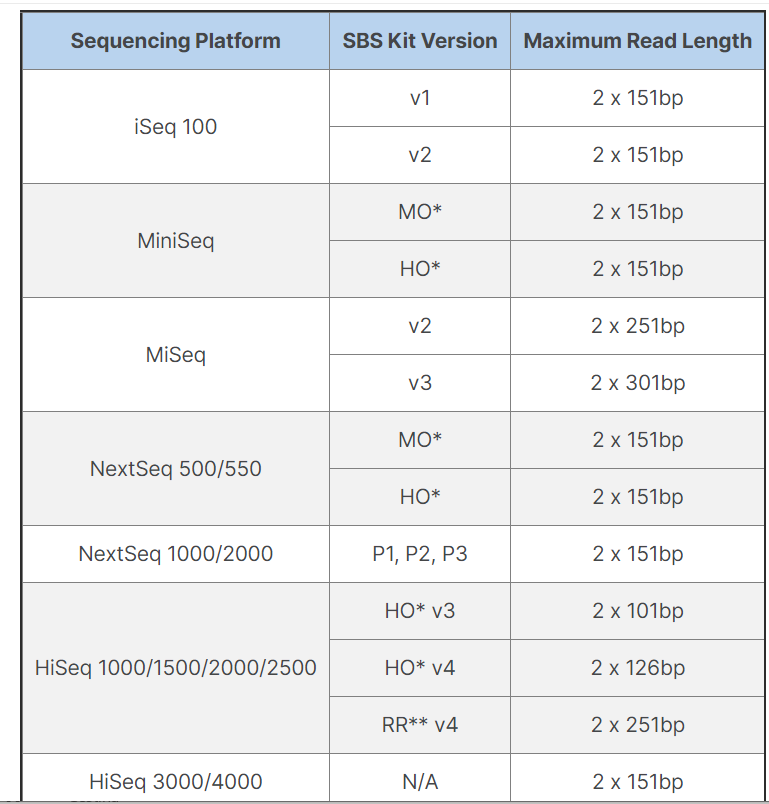 Sequencing Platform SBS Kit Version Maximum Read Length
iSeq 100
v1 2 x 151bp
v2 2 x 151bp
MiniSeq
MO* 2 x 151bp
HO* 2 x 151bp
MiSeq
v2 2 x 251bp
v3 2 x 301bp
NextSeq 500/550
MO* 2 x 151bp
HO* 2 x 151bp
NextSeq 1000/2000 P1, P2, P3 2 x 151bp
HiSeq 1000/1500/2000/2500
HO* v3 2 x 101bp
HO* v4 2 x 126bp
RR** v4 2 x 251bp
HiSeq 3000/4000 N/A 2 x 151bp